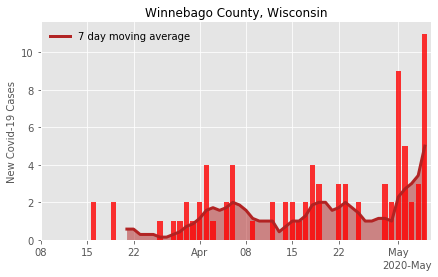 Winnebago County, Wisconsin
7 day moving average
New Covid-19 Cases
10
8
6
4
2
0
08 15 22 Apr 08 15 22 May
2020-May